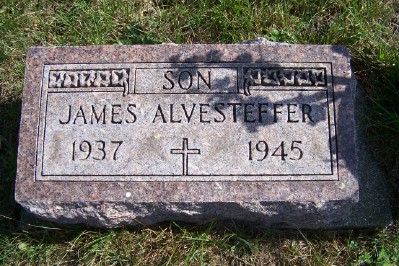 SON
JAMES ALVESTEFFER
1937 1945